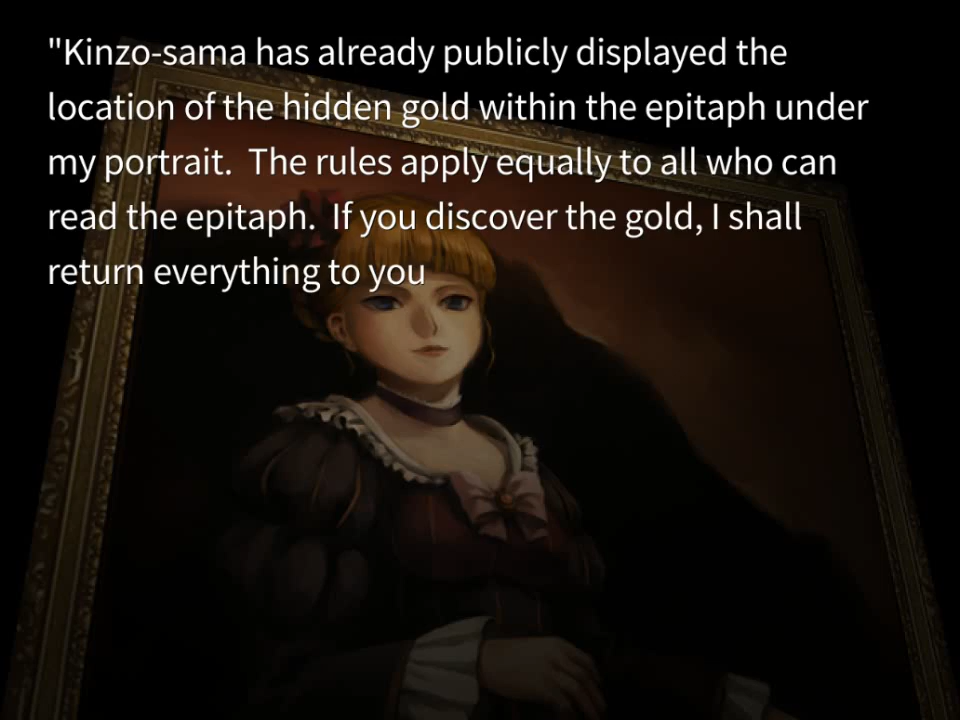 "Kinzo-sama has already publicly displayed the
location of the hidden gold within the epitaph under
my portrait.  The rules apply equally to all who can
read the epitaph.  If you discover the gold, I shall
return everything to you